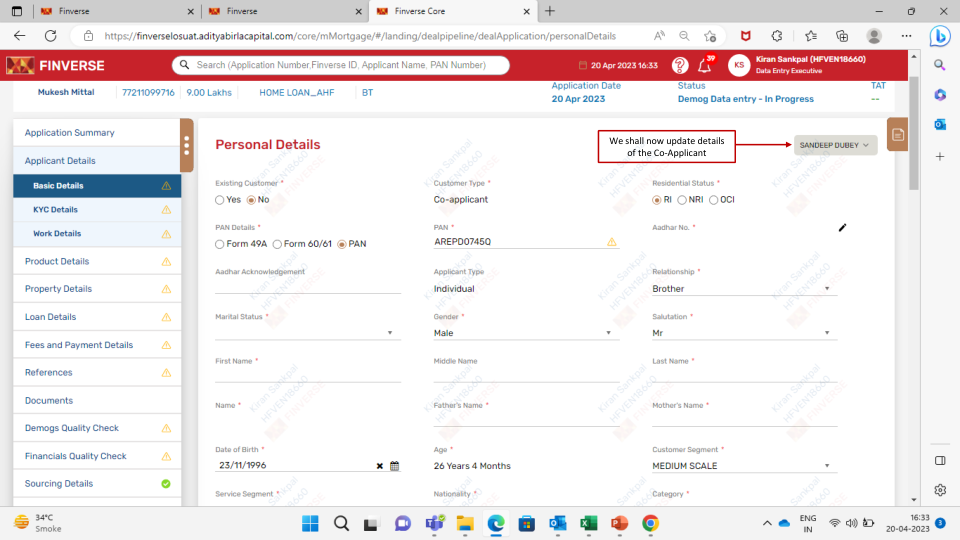 Finverse
Finverse
Finverse Core
https://finverselosuat.adityabirlacapital.com/core/mMortgage/#/landing/dealpipeline/dealApplication/personalDetails
FINVERSE
Search (Application Number,Finverse ID, Applicant Name, PAN Number)
20 Apr 2023 16:33
?
39
KS
Kiran Sankpal (HFVEN18660)
Data Entry Executive
Mukesh Mittal
77211099716
9.00 Lakhs
HOME LOAN_AHF
BT
Application Date
20 Apr 2023
Status
Demog Data entry - In Progress
TAT
--
Application Summary
Applicant Details
Basic Details
KYC Details
Work Details
Product Details
Property Details
Loan Details
Fees and Payment Details
References
Documents
Demogs Quality Check
Financials Quality Check
Sourcing Details
Personal Details
We shall now update details
of the Co-Applicant
SANDEEP DUBEY
Existing Customer *
Customer Type *
Residential Status *
Yes No
Co-applicant
RI NRI OCI
PAN Details *
PAN *
Aadhar No. *
Form 49A Form 60/61 PAN
AREPD0745Q
Aadhar Acknowledgement
Applicant Type
Relationship *
Individual
Brother
Marital Status *
Gender *
Salutation *
Male
Mr
First Name *
Middle Name
Last Name *
Name *
Father's Name *
Mother's Name *
Date of Birth *
Age *
Customer Segment *
23/11/1996
26 Years 4 Months
MEDIUM SCALE
Service Segment *
Nationality *
Category *
Kiran Sankpal
HFVEN18660
FINVERSE
34°C
Smoke
ENG
IN
16:33
20-04-2023
3